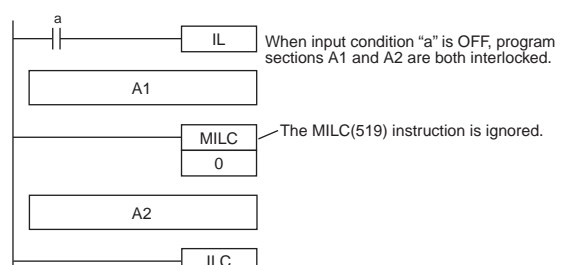 a
IL
When input condition “a” is OFF, program
sections A1 and A2 are both interlocked.
A1
MILC
The MILC(519) instruction is ignored.
0
A2
ILC